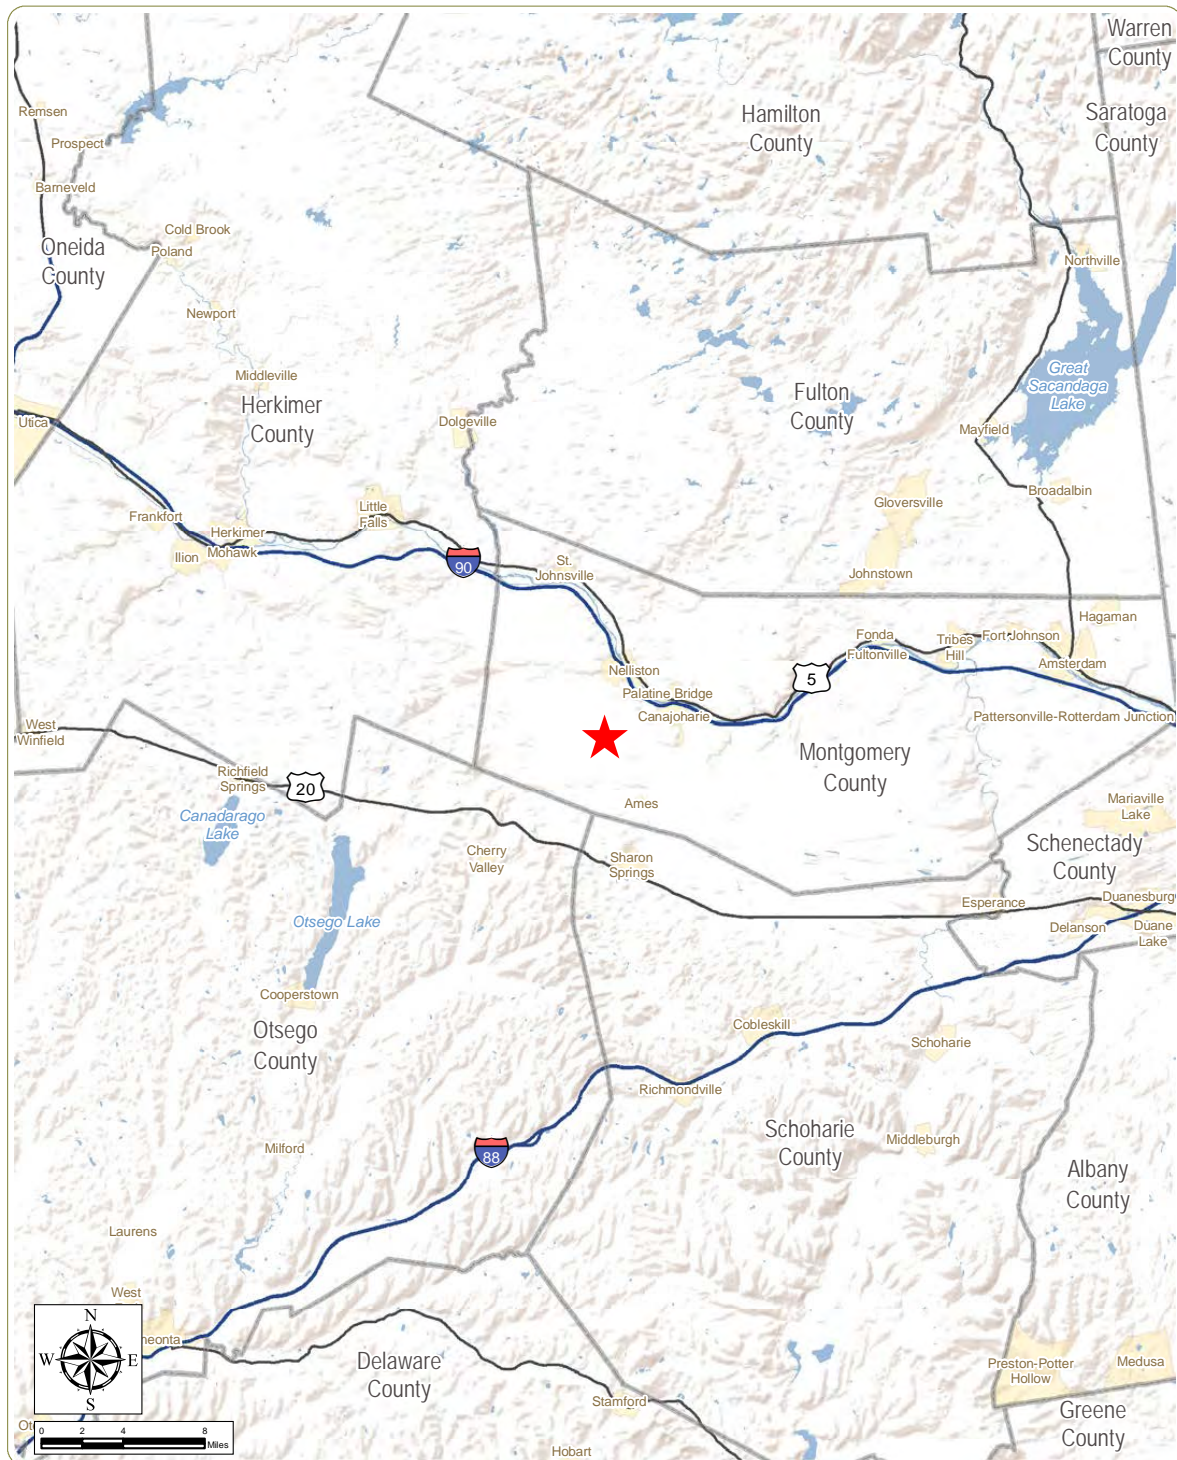 Warren
County
Hamilton
County
Saratoga
County
Remsen
Prospect
Barneveld
Cold Brook
Poland
Oneida
County
Northville
Newport
Middleville
Great
Sacandaga
Lake
Herkimer
County
Fulton
County
Dolgeville
Utica
Mayfield
Broadalbin
Gloversville
Little
Falls
Frankfort
Herkimer
Ilion
Mohawk
90
St.
Johnsville
Johnstown
Hagaman
Fonda
Fultonville
Tribes
Hill
Fort Johnson
Amsterdam
Nelliston
5
Palatine Bridge
Canajoharie
Pattersonville-Rotterdam Junction
West
Winfield
Montgomery
County
Richfield
Springs
20
Canadarago
Lake
Ames
Mariaville
Lake
Cherry
Valley
Sharon
Springs
Schenectady
County
Esperance
Duanesburg
Otsego Lake
Delanson
Duane
Lake
Cooperstown
Otsego
County
Cobleskill
Schoharie
Richmondville
Schoharie
County
Middleburgh
Milford
88
Albany
County
Laurens
West
neonta
N
W
E
S
Delaware
County
Preston-Potter
Hollow
Medusa
Stamford
Greene
County
Ot
0 2 4 8
Miles
Hobart